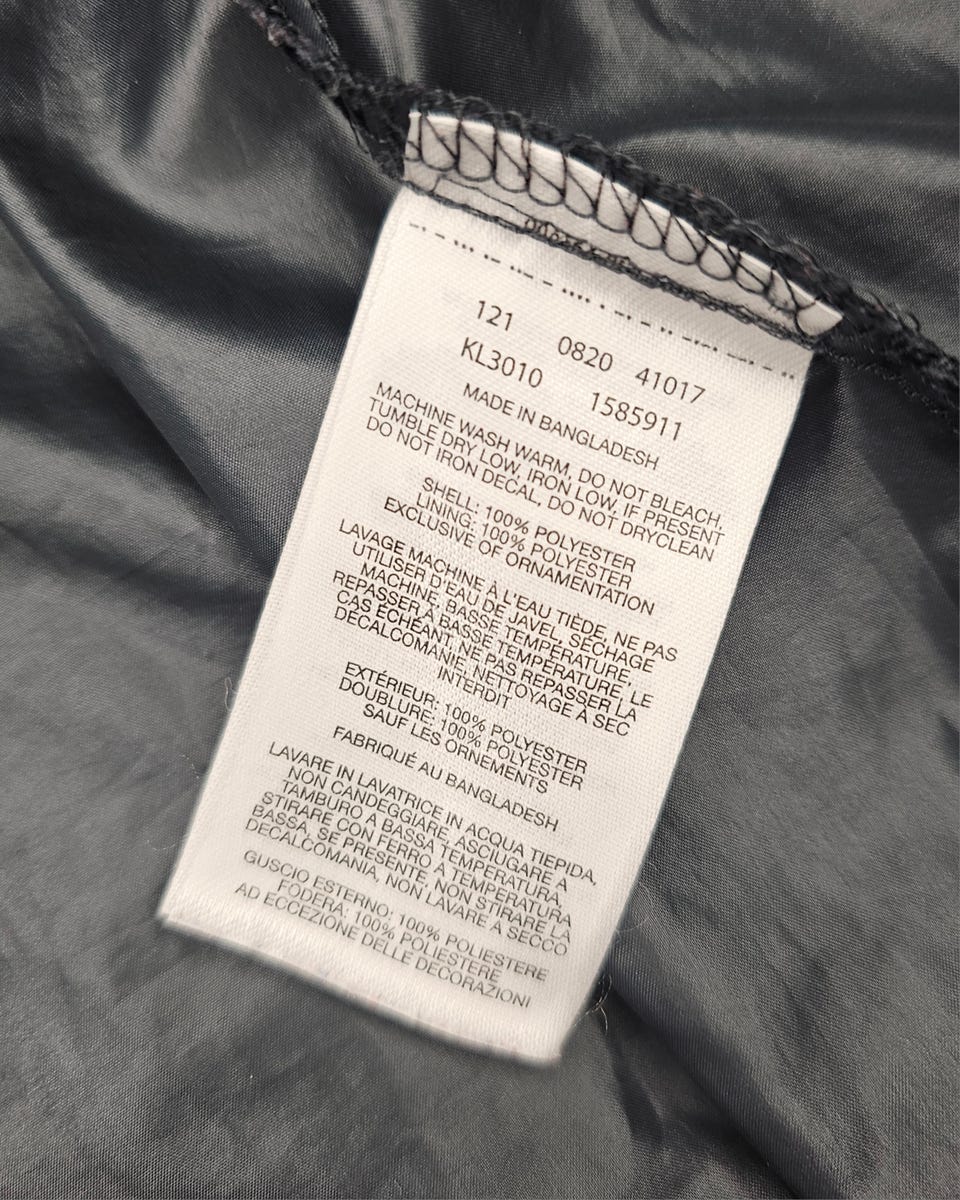 121 0820 41017
KL3010 1585911
MADE IN BANGLADESH
MACHINE WASH WARM, DO NOT BLEACH,
TUMBLE DRY LOW, IRON LOW, IF PRESENT
DO NOT IRON DECAL, DO NOT DRYCLEAN
SHELL: 100% POLYESTER
LINING: 100% POLYESTER
EXCLUSIVE OF ORNAMENTATION
LAVAGE MACHINE À L'EAU TIÈDE, NE PAS
UTILISER D'EAU DE JAVEL, SÉCHAGE
MACHINE, BASSE TEMPÉRATURE,
REPASSER À BASSE TEMPÉRATURE, LE
CAS ÉCHÉANT, NE PAS REPASSER LA
DÉCALCOMANIE, NETTOYAGE À SEC
INTERDIT
EXTÉRIEUR: 100% POLYESTER
DOUBLURE: 100% POLYESTER
SAUF LES ORNEMENTS
FABRIQUÉ AU BANGLADESH
LAVARE IN LAVATRICE IN ACQUA TIEPIDA,
NON CANDEGGIARE, ASCIUGARE A
TAMBURO A BASSA TEMPERATURA,
STIRARE CON FERRO A TEMPERATURA
BASSA, SE PRESENTE, NON STIRARE LA
DECALCOMANIA, NON LAVARE A SECCO
GUSCIO ESTERNO: 100% POLIESTERE
FODERA: 100% POLIESTERE
AD ECCEZIONE DELLE DECORAZIONI